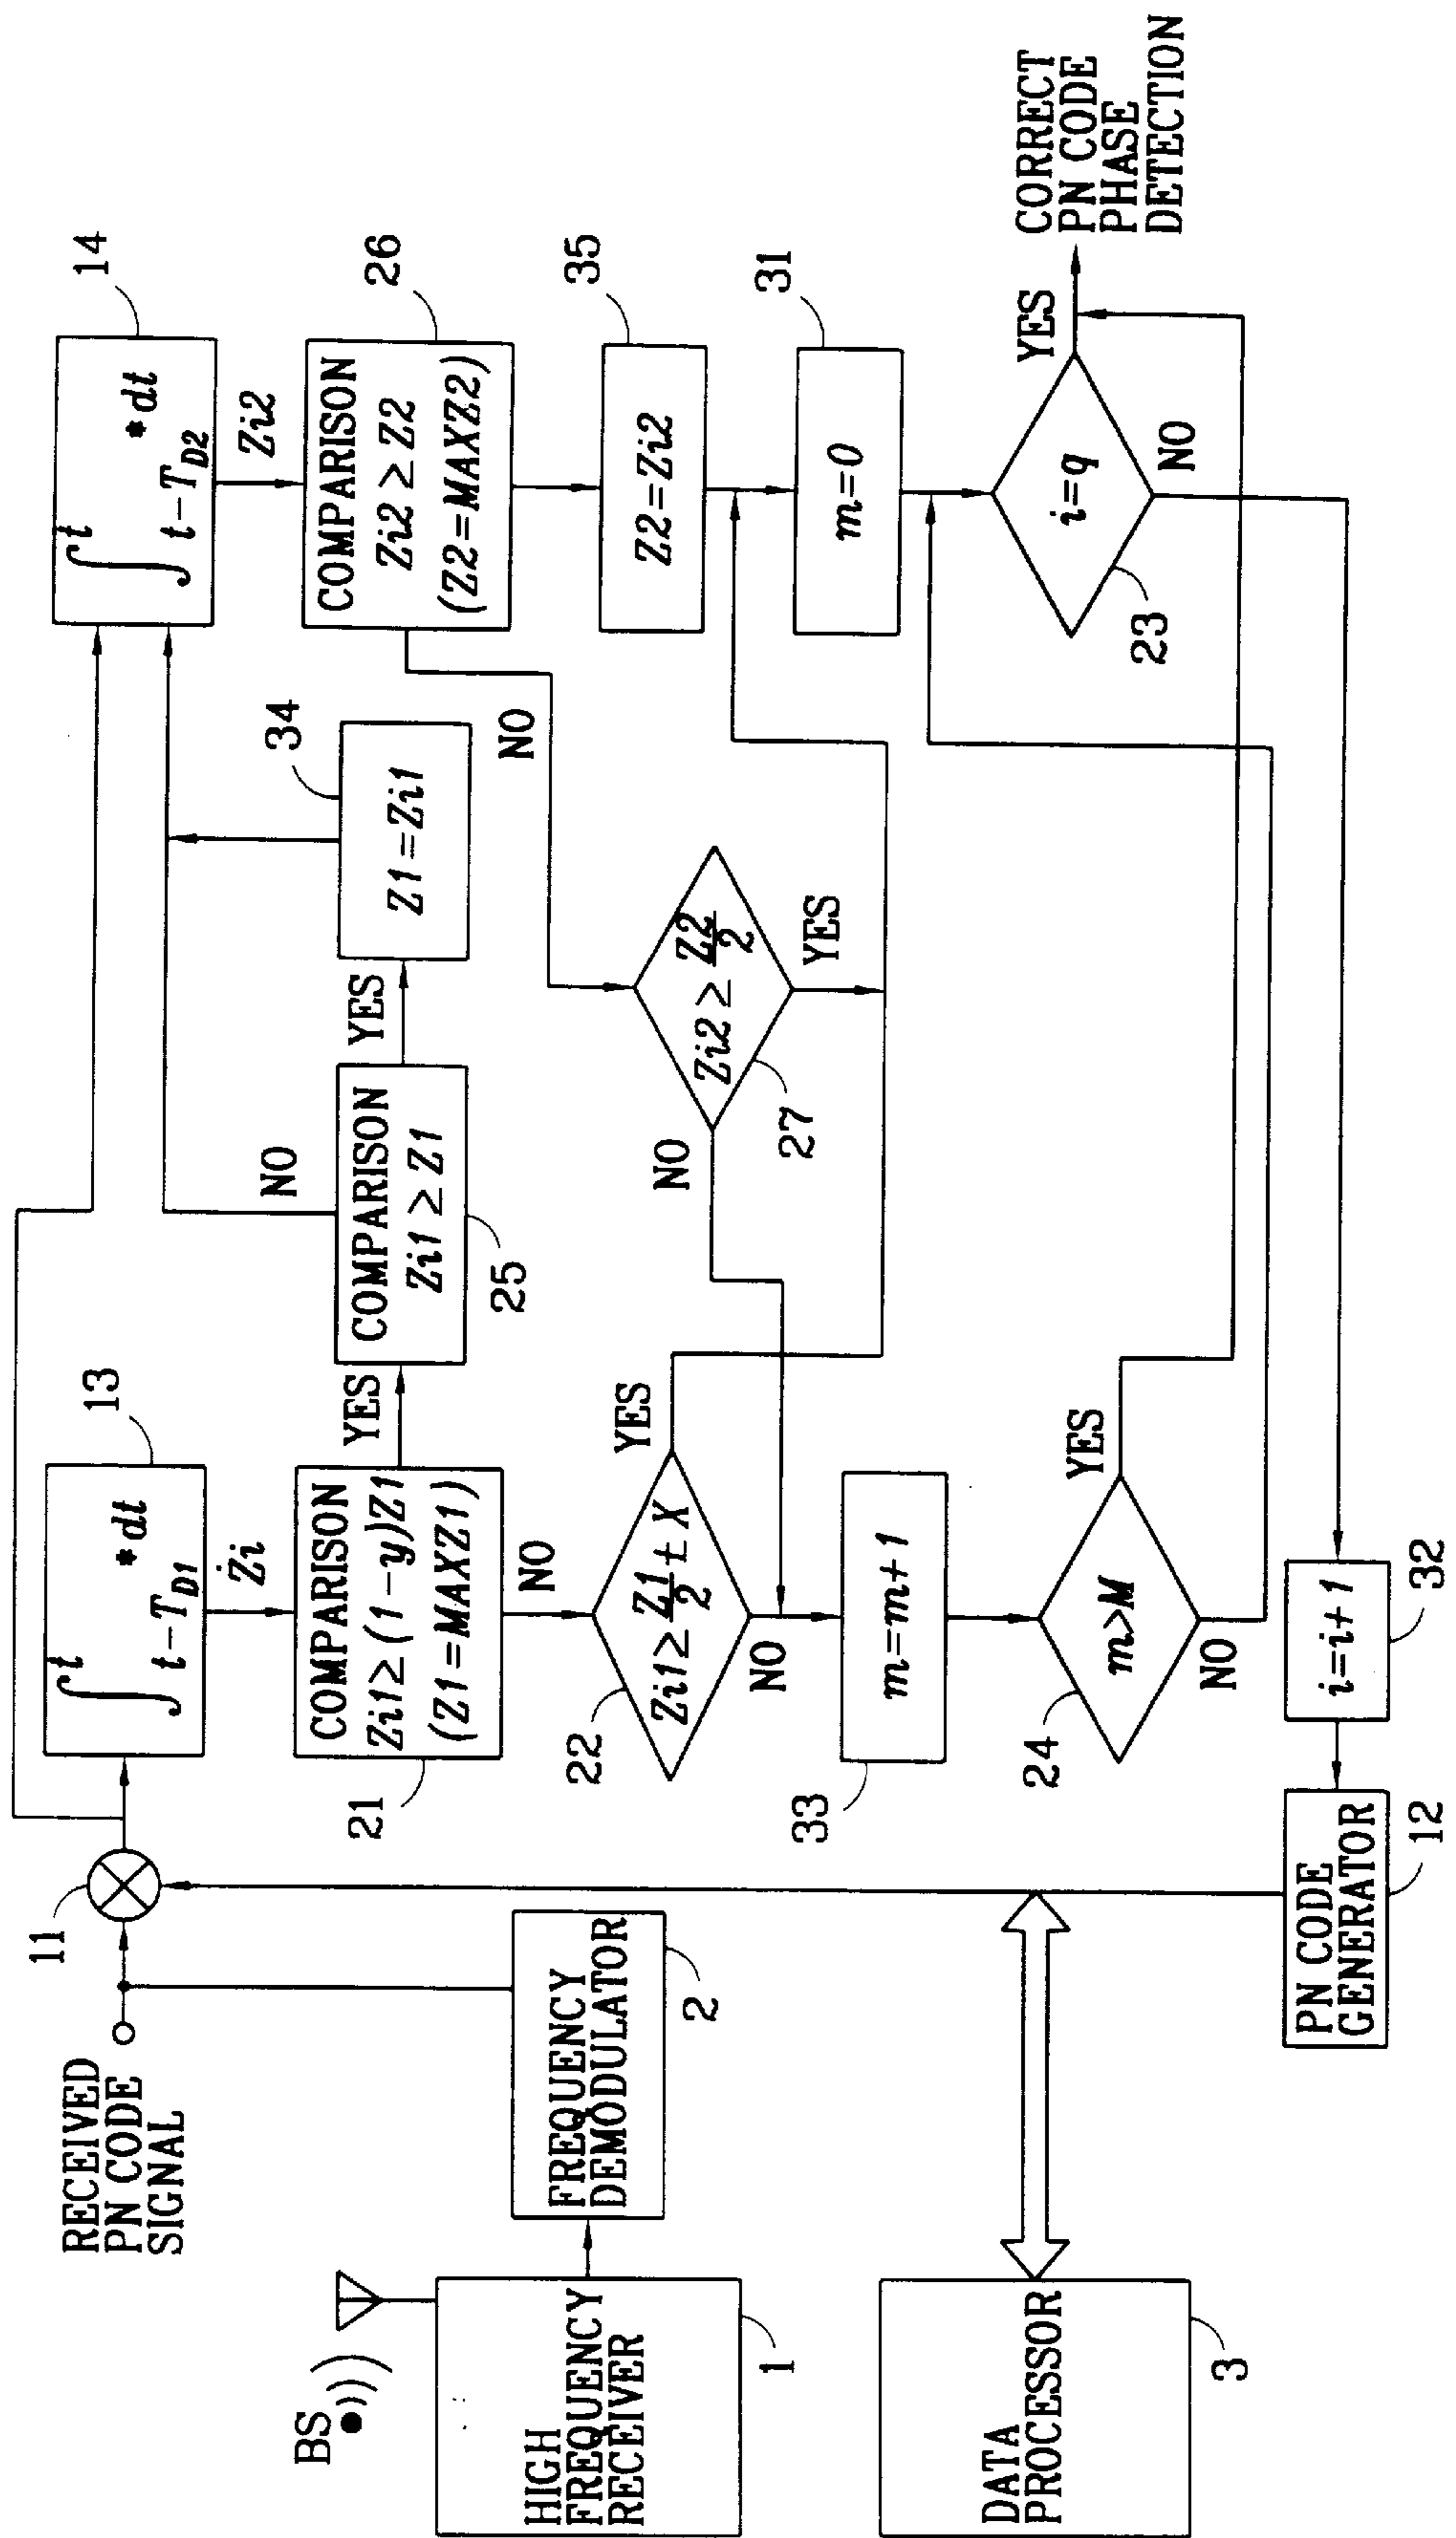 RECEIVED
PN CODE
SIGNAL
11
∫ t t-TD1 *dt
13
∫ t t-TD2 *dt
14
Zi
Zi2
BS
HIGH
FREQUENCY
RECEIVER
1
FREQUENCY
DEMODULATOR
2
COMPARISON
Zi1≥(1-y)Z1
(Z1=MAXZ1)
21
YES
NO
COMPARISON
Zi1≥Z1
25
NO
YES
Z1=Zi1
34
COMPARISON
Zi2≥Z2
(Z2=MAXZ2)
26
NO
Zi1≥Z1/2±X
22
YES
NO
Zi2≥Z2/2
27
NO
YES
Z2=Zi2
35
m=m+1
33
m=0
31
DATA
PROCESSOR
3
m>M
24
YES
NO
i=q
23
YES
NO
CORRECT
PN CODE
PHASE
DETECTION
PN CODE
GENERATOR
12
i=i+1
32